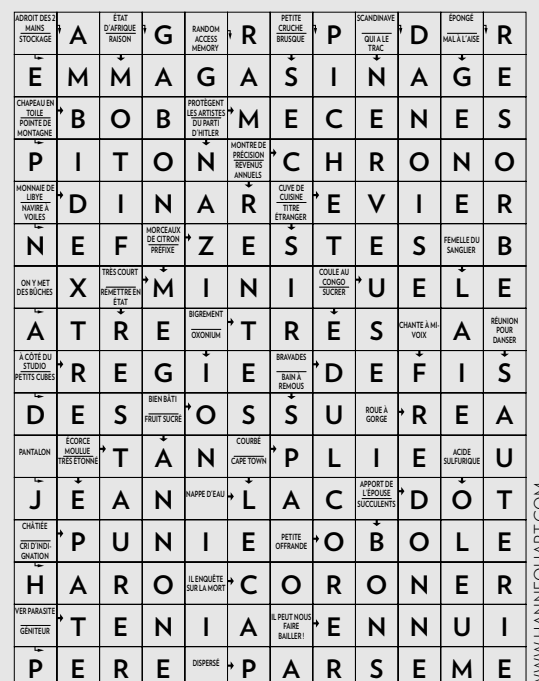 ADROIT DES 2 MAINS STOCKAGE A ÉTAT D'AFRIQUE RAISON G RANDOM ACCESS MEMORY R PETITE CRUCHE BRUSQUE P SCANDINAVE QUI A LE TRAC D ÉPONGÉ MAL À L'AISE R
E M M A G A S I N A G E
CHAPEAU EN TOILE POINTE DE MONTAGNE B O B PROTÈGENT LES ARTISTES DU PARTI D'HITLER M E C E N E S
P I T O N MONTRE DE PRÉCISION REVENUS ANNUELS C H R O N O
MONNAIE DE LIBYE NAVIRE À VOILES D I N A R CUVE DE CUISINE TITRE ÉTRANGER E V I E R
N E F MORCEAUX DE CITRON PRÉFIXE Z E S T E S FEMELLE DU SANGLIER B
ON Y MET DES BÛCHES X TRÈS COURT REMETTRE EN ÉTAT M I N I COULE AU CONGO SUCRER U E L E
A T R E BIGREMENT OXONIUM T R E S CHANTE À MI-VOIX A RÉUNION POUR DANSER
À CÔTÉ DU STUDIO PETITS CUBES R E G I E BRAVADES BAIN À REMOUS D E F I S
D E S BIEN BÂTI FRUIT SUCRÉ O S S U ROUE À GORGE R E A
PANTALON ÉCORCE MOULUE TRÈS ÉTONNÉ T A N COURBÉ CAPE TOWN P L I E ACIDE SULFURIQUE U
J E A N NAPPE D'EAU L A C APPORT DE L'ÉPOUSE SUCCULENTS D O T
CHÂTIÉE CRI D'INDI-GNATION P U N I E PETITE OFFRANDE O B O L E
H A R O IL ENQUÊTE SUR LA MORT C O R O N E R
VER PARASITE GÉNITEUR T E N I A IL PEUT NOUS FAIRE BAILLER ! E N N U I
P E R E DISPERSÉ P A R S E M E